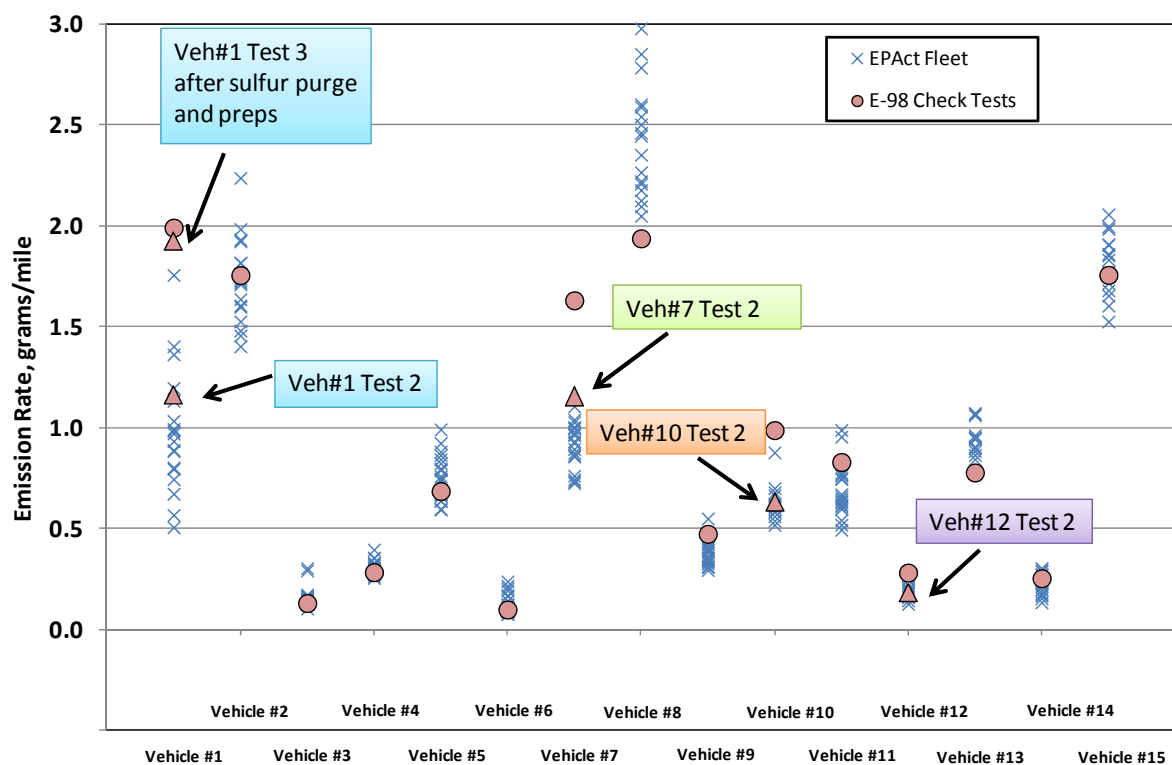 3.0
2.5
2.0
1.5
1.0
0.5
0.0
Emission Rate, grams/mile
Veh#1 Test 3
after sulfur purge
and preps
EPAct Fleet
E-98 Check Tests
Veh#7 Test 2
Veh#1 Test 2
Veh#10 Test 2
Veh#12 Test 2
Vehicle #2 Vehicle #4 Vehicle #6 Vehicle #8 Vehicle #10 Vehicle #12 Vehicle #14
Vehicle #1 Vehicle #3 Vehicle #5 Vehicle #7 Vehicle #9 Vehicle #11 Vehicle #13 Vehicle #15